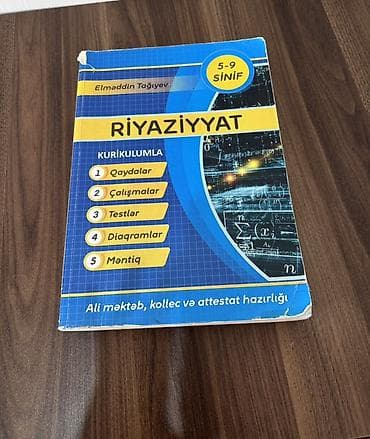 Elməddin Tağıyev
5-9
SİNİF
RİYAZİYYAT
KURİKULUMLA
1 Qaydalar
2 Çalışmalar
3 Testlər
4 Diaqramlar
5 Məntiq
Ali məktəb, kollec və attestat hazırlığı